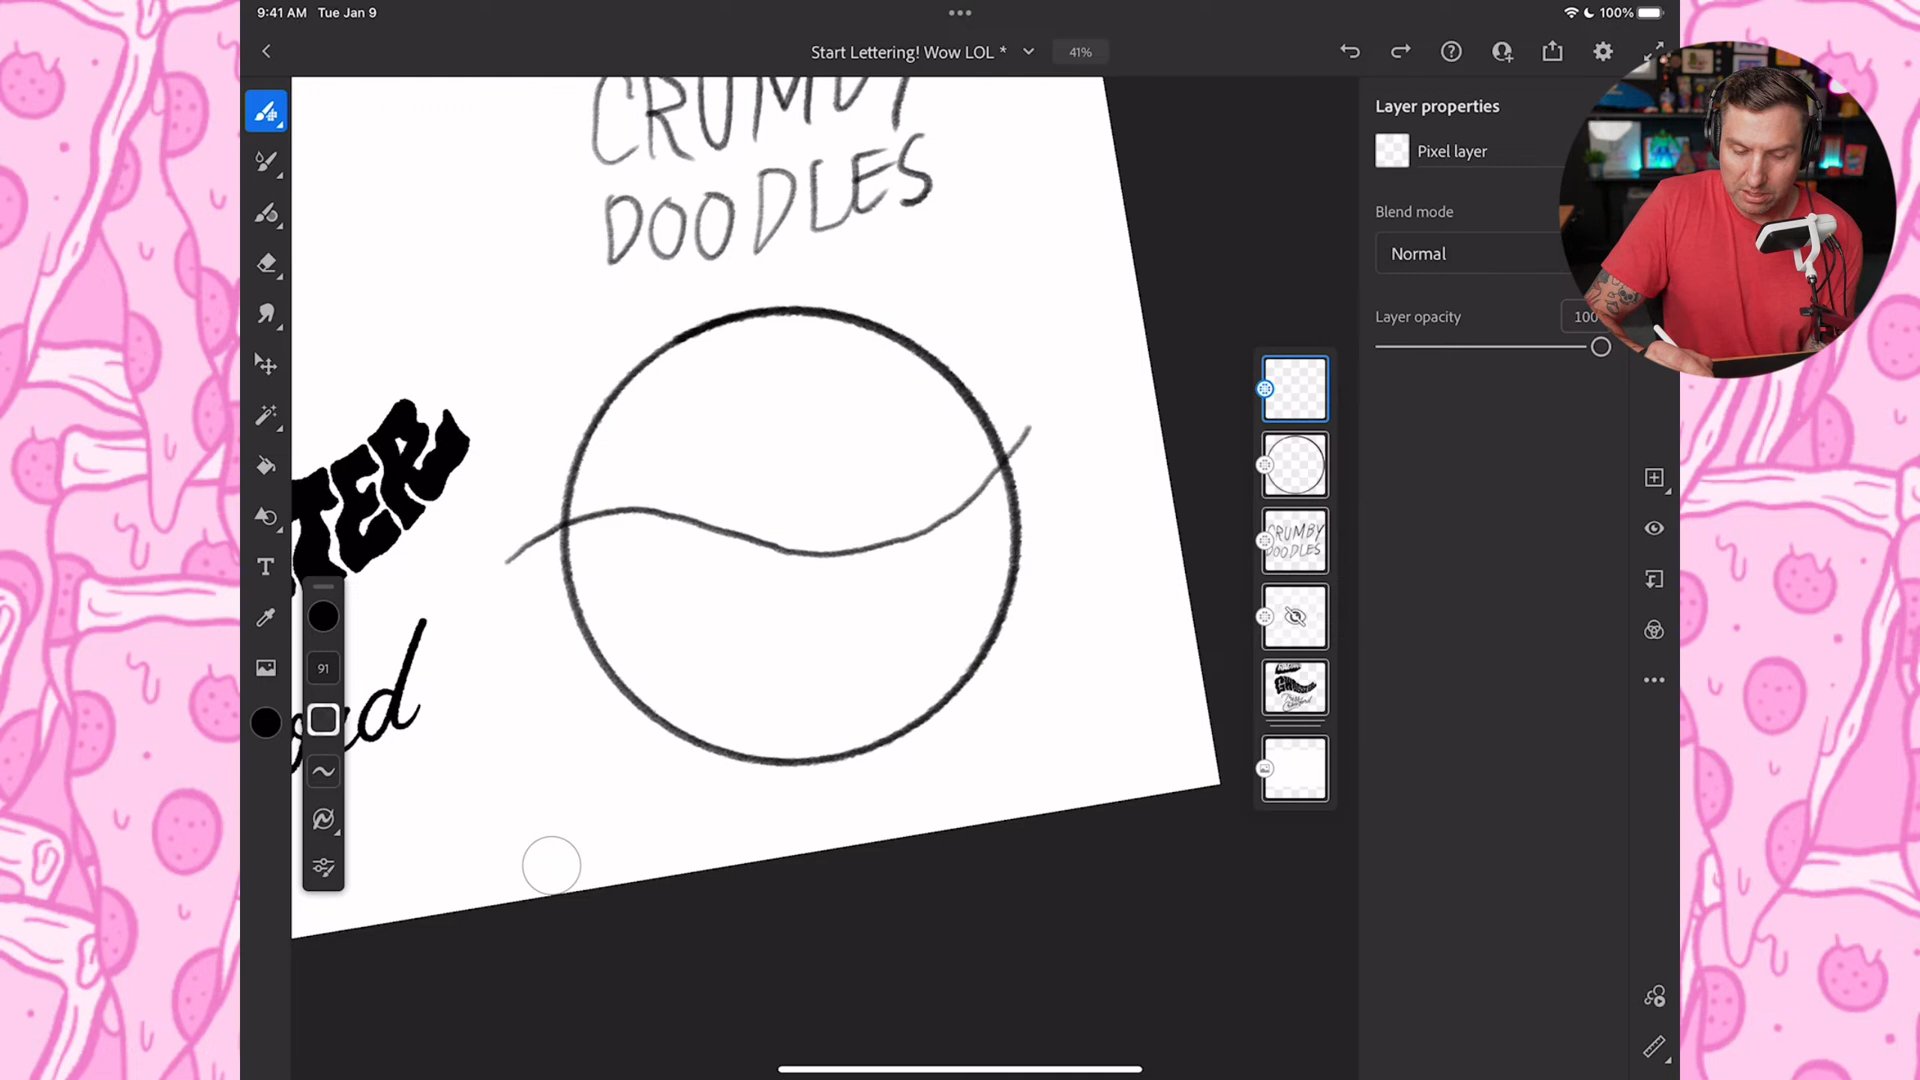 9:41 AM Tue Jan 9
100%
Start Lettering! Wow LOL *
41%
CRUMBY
DOODLES
Layer properties
Pixel layer
Blend mode
Normal
Layer opacity
100
TER
91
CRUMBY
DOODLES